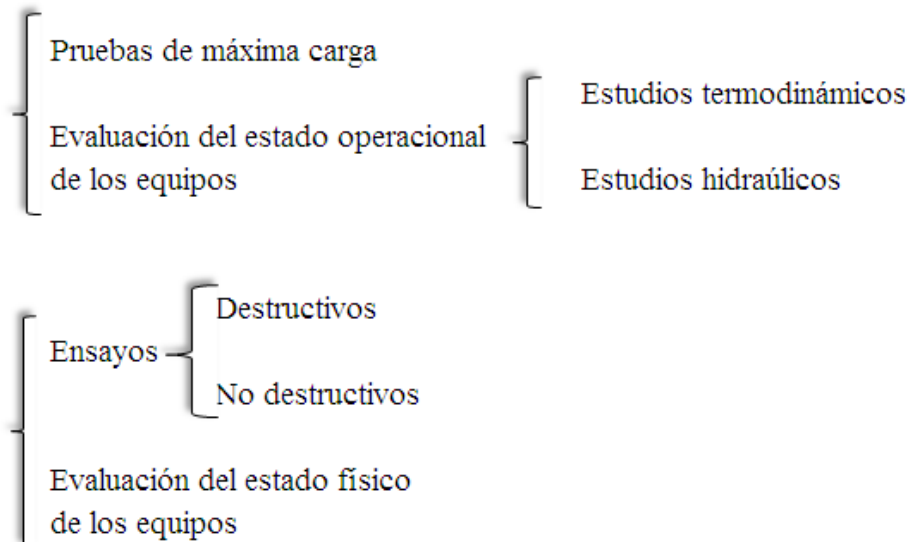 Pruebas de máxima carga
Evaluación del estado operacional
de los equipos
Estudios termodinámicos
Estudios hidraúlicos
Ensayos
Destructivos
No destructivos
Evaluación del estado físico
de los equipos